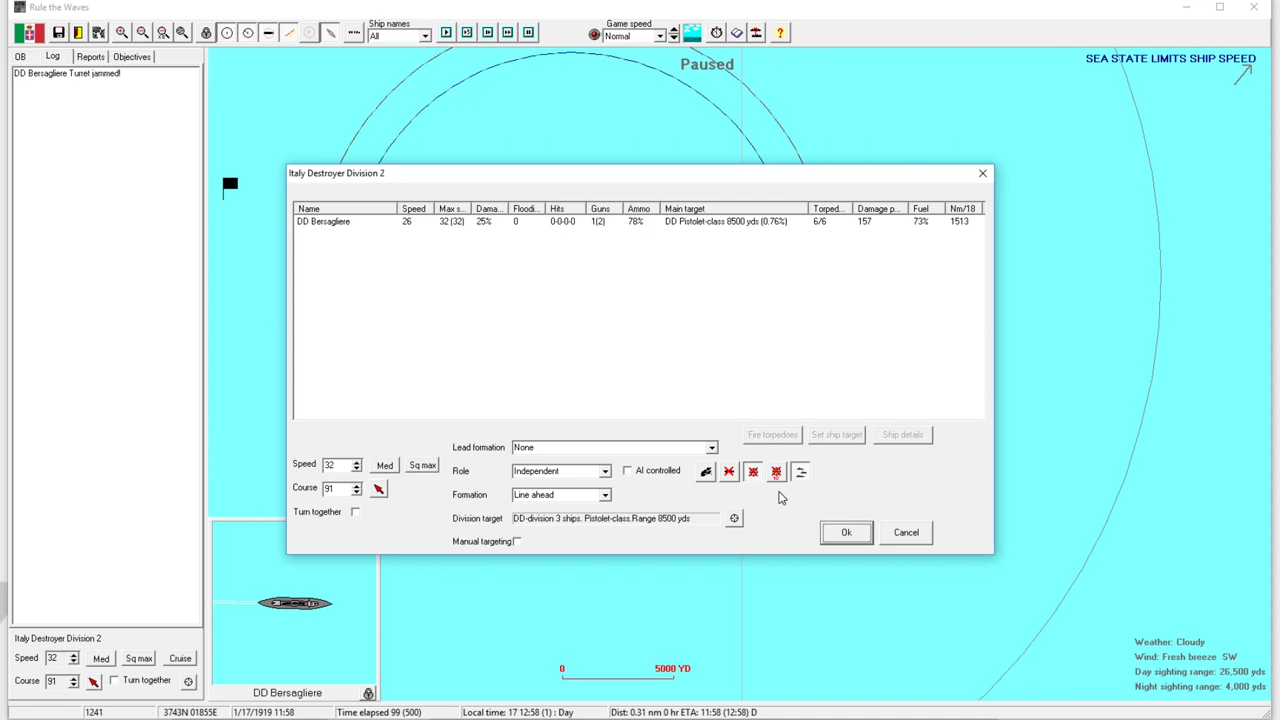 Rule the Waves
Ship names
All
Game speed
Normal
OB
Log
Reports
Objectives
DD Bersagliere Turret jammed!
Paused
SEA STATE LIMITS SHIP SPEED
Italy Destroyer Division 2
Name Speed Max s... Dama... Floodi... Hits Guns Ammo Main target Torped... Damage p... Fuel Nm/18
DD Bersagliere 26 32 (32) 25% 0 0-0-0-0 1(2) 78% DD Pistolet-class 8500 yds (0.76%) 6/6 157 73% 1513
Fire torpedoes
Set ship target
Ship details
Lead formation None
Speed 32 Med Sq max
Role Independent
AI controlled
Course 91
Formation Line ahead
Turn together
Division target DD-division 3 ships. Pistolet-class.Range 8500 yds
Manual targeting
Ok
Cancel
Italy Destroyer Division 2
Speed 32 Med Sq max Cruise
Course 91 Turn together
DD Bersagliere
0 5000 YD
Weather: Cloudy
Wind: Fresh breeze SW
Day sighting range: 26,500 yds
Night sighting range: 4,000 yds
1241 3743N 01855E 1/17/1919 11:58 Time elapsed 99 (500) Local time: 17 12:58 (1) : Day Dist: 0.31 nm 0 hr ETA: 11:58 (12:58) D